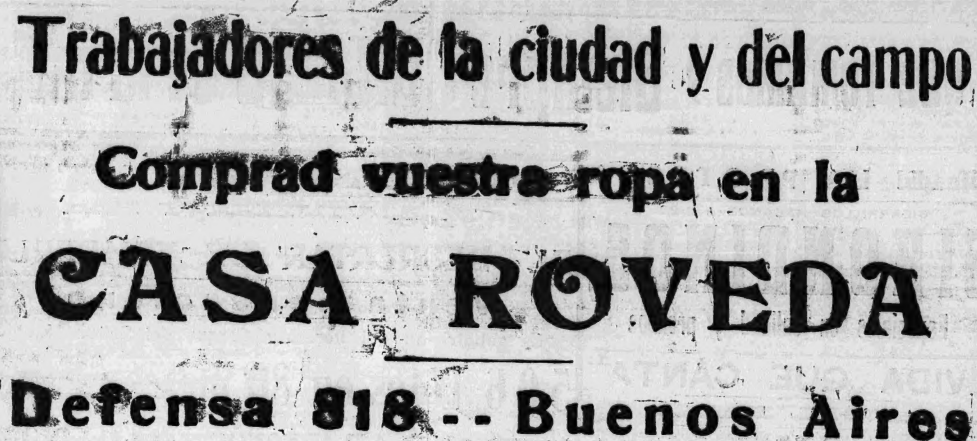 Trabajadores de la ciudad y del campo
Comprad vuestra ropa en la
CASA ROVEDA
Defensa 818 -- Buenos Aires